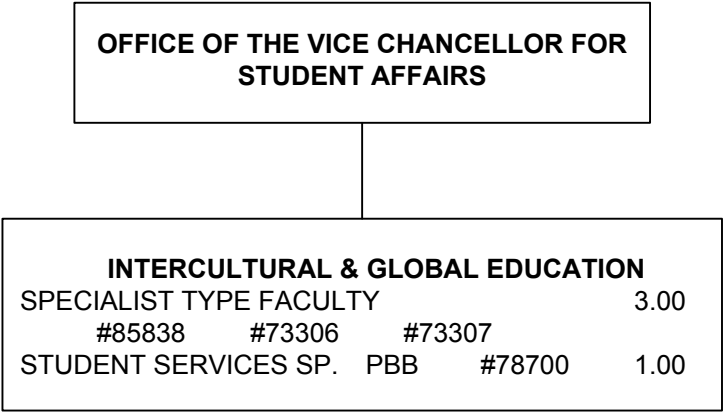 OFFICE OF THE VICE CHANCELLOR FOR
STUDENT AFFAIRS
INTERCULTURAL & GLOBAL EDUCATION
SPECIALIST TYPE FACULTY 3.00
#85838 #73306 #73307
STUDENT SERVICES SP. PBB #78700 1.00